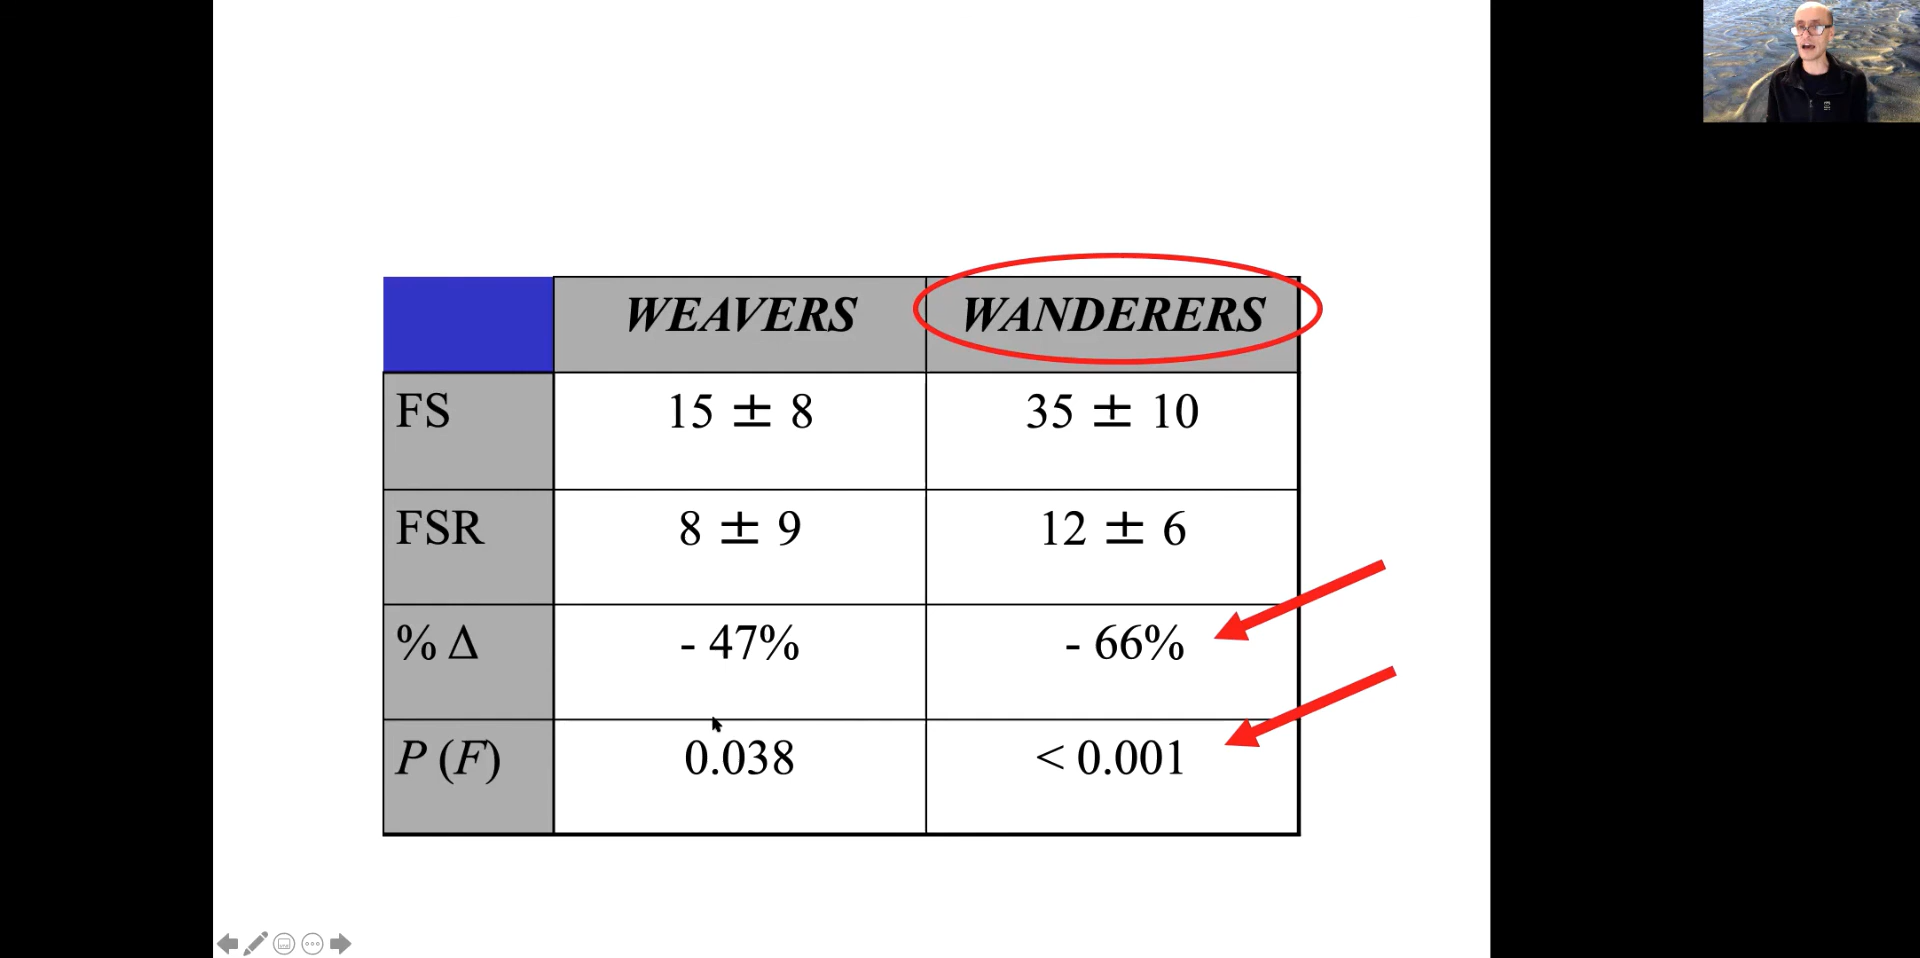 WEAVERS WANDERERS
FS 15 ± 8 35 ± 10
FSR 8 ± 9 12 ± 6
% Δ - 47% - 66%
P (F) 0.038 < 0.001